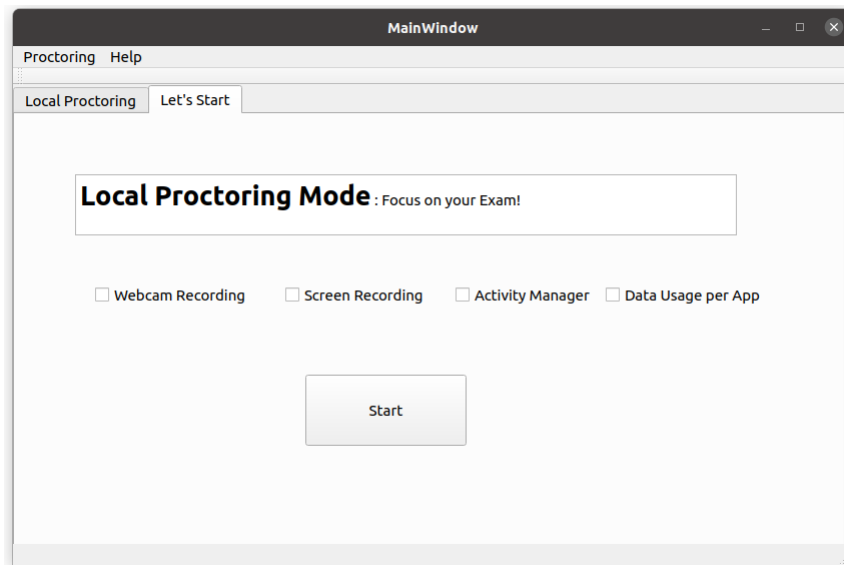 MainWindow
Proctoring Help
Local Proctoring Let's Start
Local Proctoring Mode : Focus on your Exam!
Webcam Recording Screen Recording Activity Manager Data Usage per App
Start